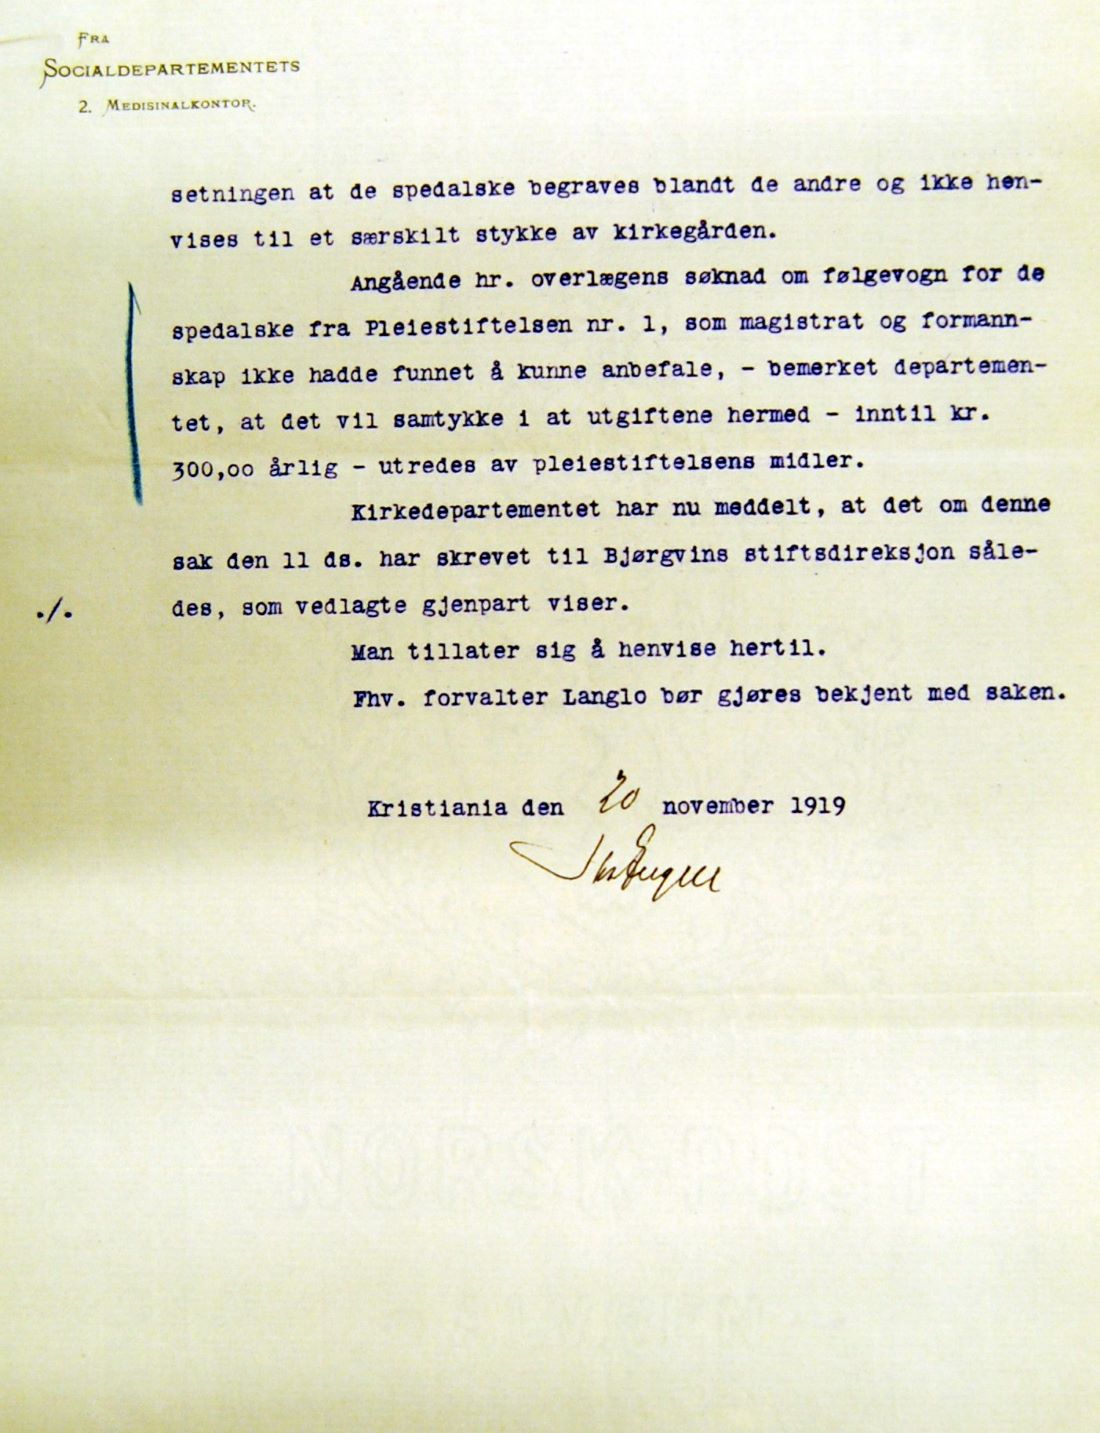 FRA
SOCIALDEPARTEMENTETS
2. MEDISINALKONTOR.
setningen at de spedalske begraves blandt de andre og ikke hen-
vises til et særskilt stykke av kirkegården.
Angående hr. overlægens søknad om følgevogn for de
spedalske fra Pleiestiftelsen nr. 1, som magistrat og formann-
skap ikke hadde funnet å kunne anbefale, - bemerket departemen-
tet, at det vil samtykke i at utgiftene hermed - inntil kr.
300,00 årlig - utredes av pleiestiftelsens midler.
Kirkedepartementet har nu meddelt, at det om denne
sak den 11 ds. har skrevet til Bjørgvins stiftsdireksjon såle-
./. des, som vedlagte gjenpart viser.
Man tillater sig å henvise hertil.
Fhv. forvalter Langlo bør gjøres bekjent med saken.
Kristiania den 20 november 1919